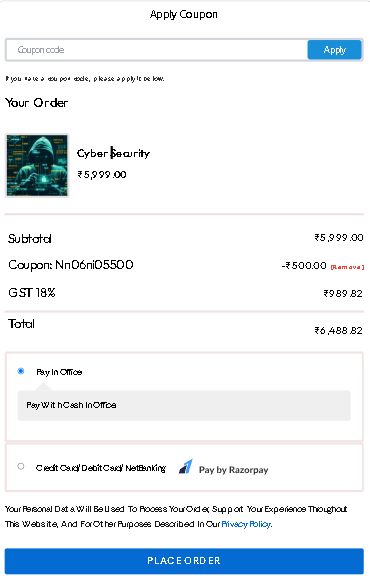 Apply Coupon
Coupon code
Apply
If you have a coupon code, please apply it below.
Your Order
Cyber Security
₹5,999.00
Subtotal ₹5,999.00
Coupon: Nn06ni05500 -₹500.00 [Remove]
GST 18% ₹989.82
Total ₹6,488.82
Pay In Office
Pay With Cash In Office
Credit Card/Debit Card/NetBanking Pay by Razorpay
Your Personal Data Will Be Used To Process Your Order, Support Your Experience Throughout
This Website, And For Other Purposes Described In Our Privacy Policy.
PLACE ORDER